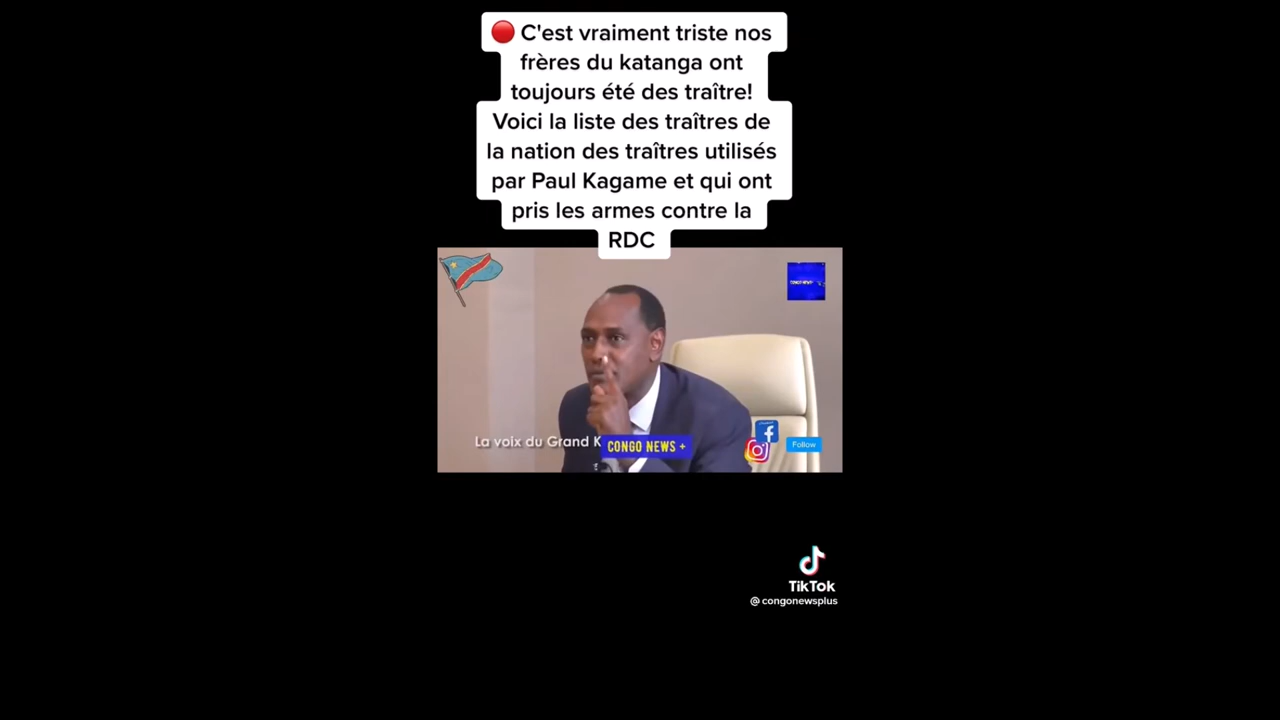 🔴 C'est vraiment triste nos
frères du katanga ont
toujours été des traître!
Voici la liste des traîtres de
la nation des traîtres utilisés
par Paul Kagame et qui ont
pris les armes contre la
RDC
CONGO NEWS
La voix du Grand K
CONGO NEWS +
Follow
TikTok
@congonewsplus